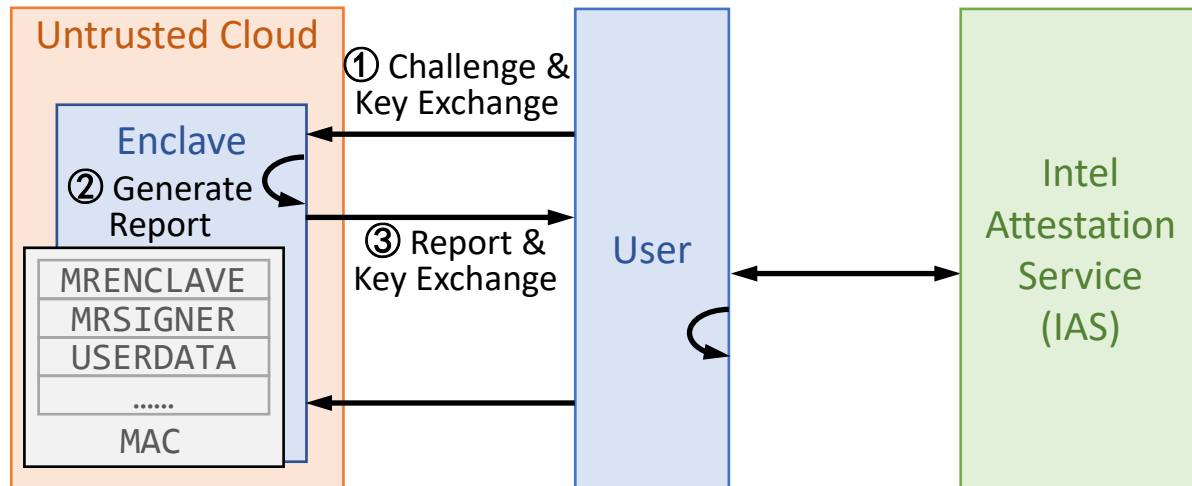 Untrusted Cloud
① Challenge &
Key Exchange
Enclave
② Generate
Report
③ Report &
Key Exchange
MRENCLAVE
MRSIGNER
USERDATA
......
MAC
User
Intel
Attestation
Service
(IAS)